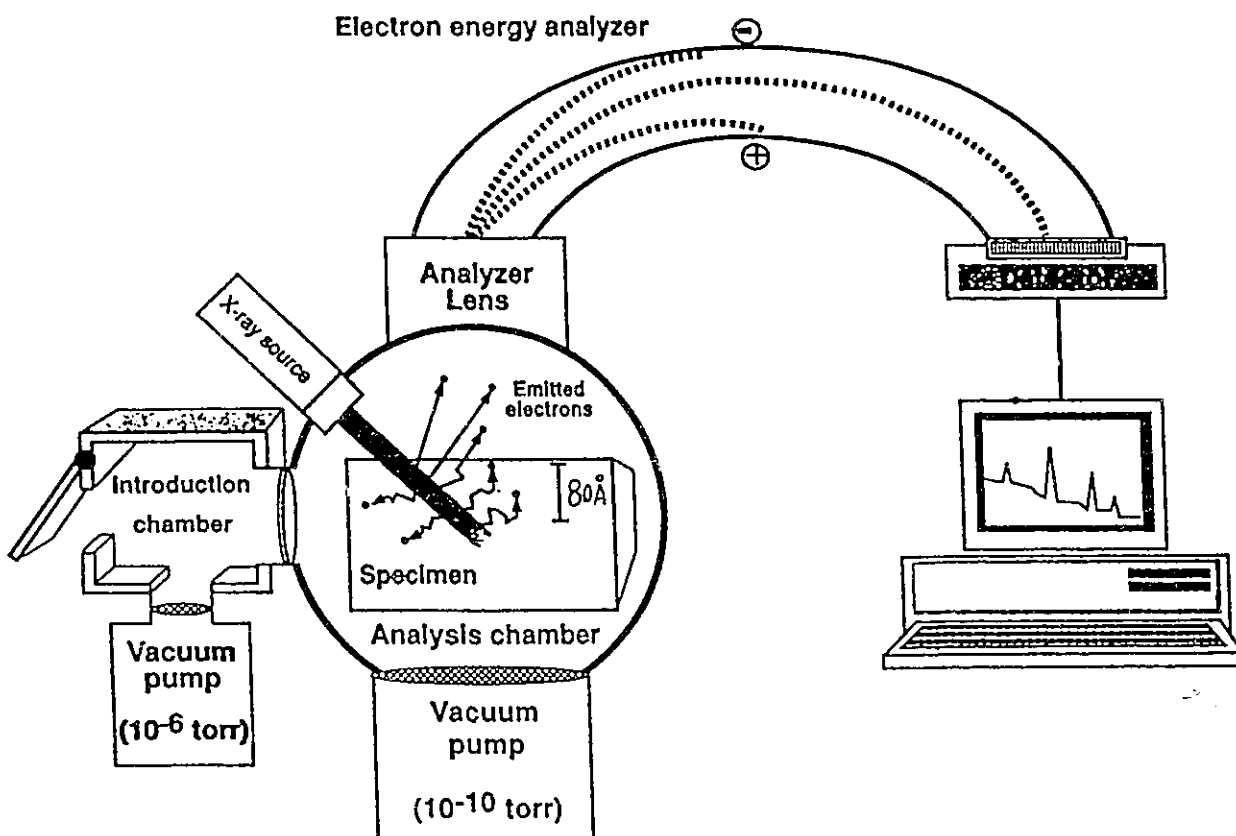 Electron energy analyzer
−
+
Analyzer
Lens
X-ray source
Emitted
electrons
80Å
Introduction
chamber
Specimen
Analysis chamber
Vacuum
pump
(10⁻⁶ torr)
Vacuum
pump
(10⁻¹⁰ torr)